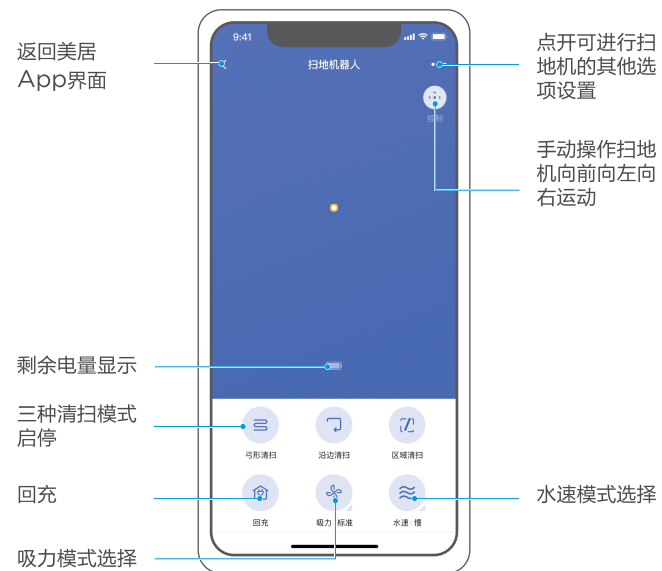 返回美居
App界面
9:41
扫地机器人
点开可进行扫
地机的其他选
项设置
控制
手动操作扫地
机向前向左向
右运动
剩余电量显示
三种清扫模式
启停
弓形清扫
沿边清扫
区域清扫
回充
回充
吸力 标准
水速·慢
水速模式选择
吸力模式选择